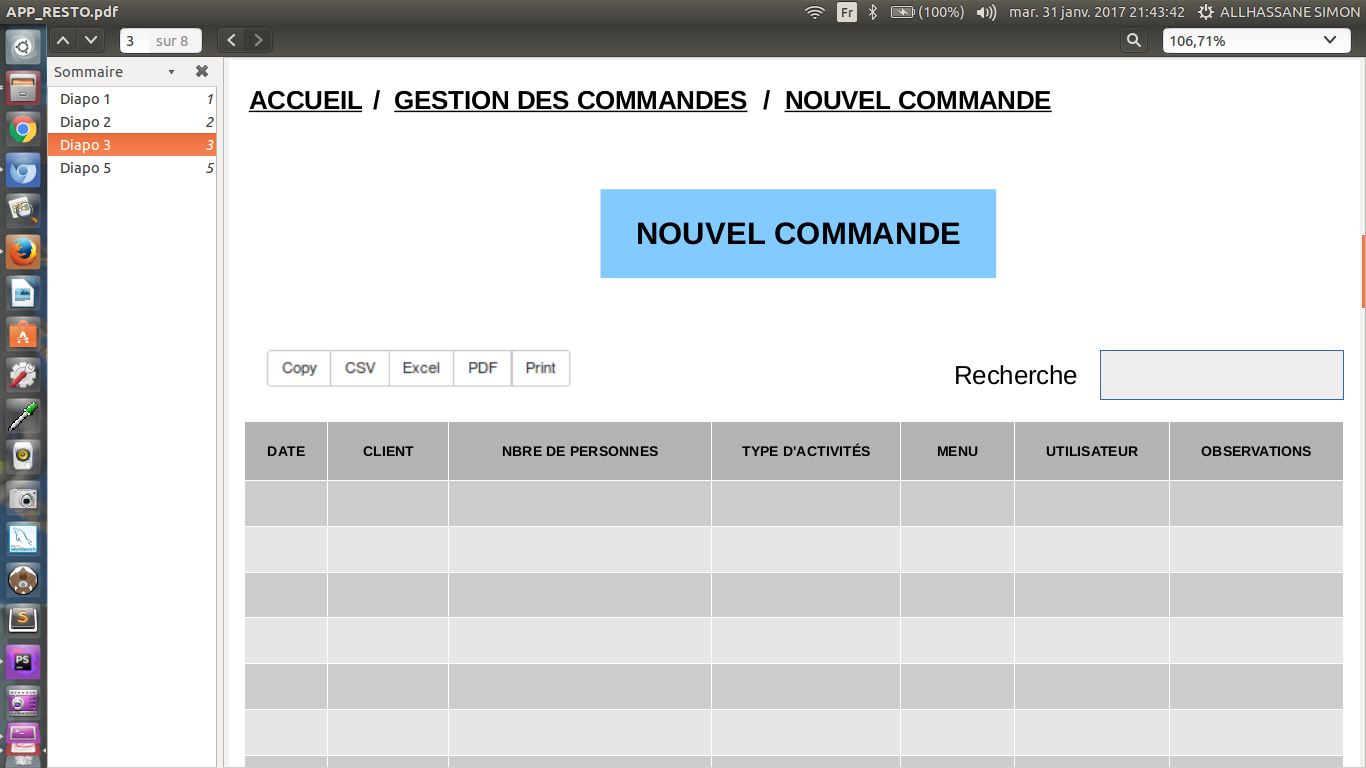 APP_RESTO.pdf
Fr
(100%)
mar. 31 janv. 2017 21:43:42
ALLHASSANE SIMON
3 sur 8
106,71%
Sommaire
Diapo 1 1
Diapo 2 2
Diapo 3 3
Diapo 5 5
ACCUEIL / GESTION DES COMMANDES / NOUVEL COMMANDE
NOUVEL COMMANDE
Copy CSV Excel PDF Print
Recherche
DATE CLIENT NBRE DE PERSONNES TYPE D'ACTIVITÉS MENU UTILISATEUR OBSERVATIONS
Workbench
S
PS